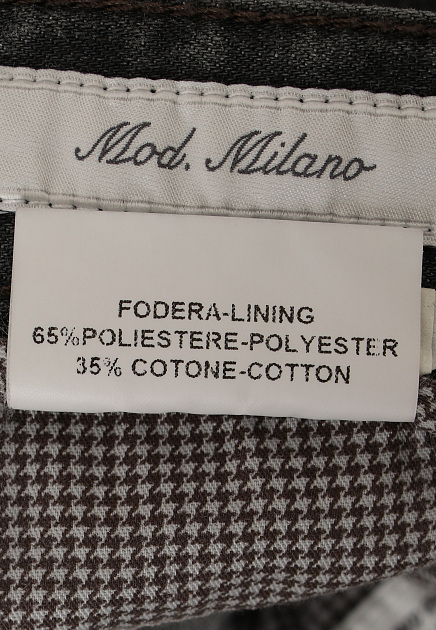 Mod. Milano
FODERA-LINING
65%POLIESTERE-POLYESTER
35% COTONE-COTTON